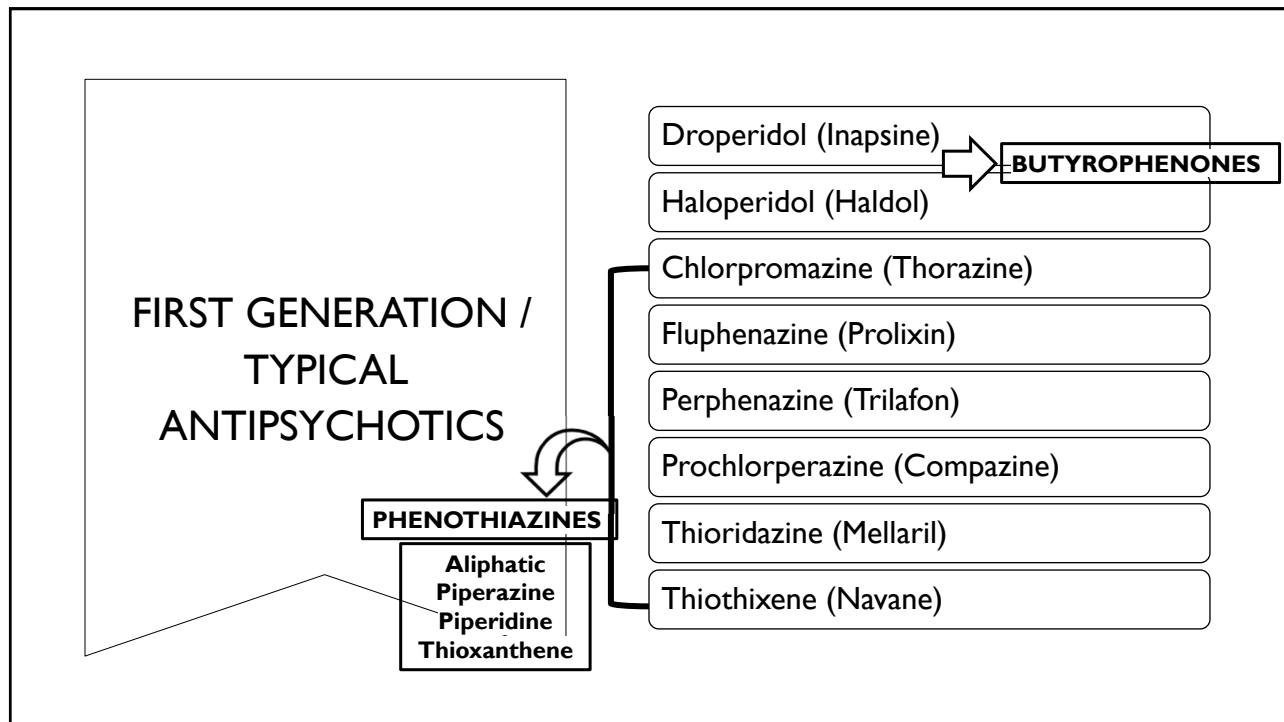 FIRST GENERATION /
TYPICAL
ANTIPSYCHOTICS
Droperidol (Inapsine)
BUTYROPHENONES
Haloperidol (Haldol)
Chlorpromazine (Thorazine)
Fluphenazine (Prolixin)
Perphenazine (Trilafon)
Prochlorperazine (Compazine)
Thioridazine (Mellaril)
Thiothixene (Navane)
PHENOTHIAZINES
Aliphatic
Piperazine
Piperidine
Thioxanthene